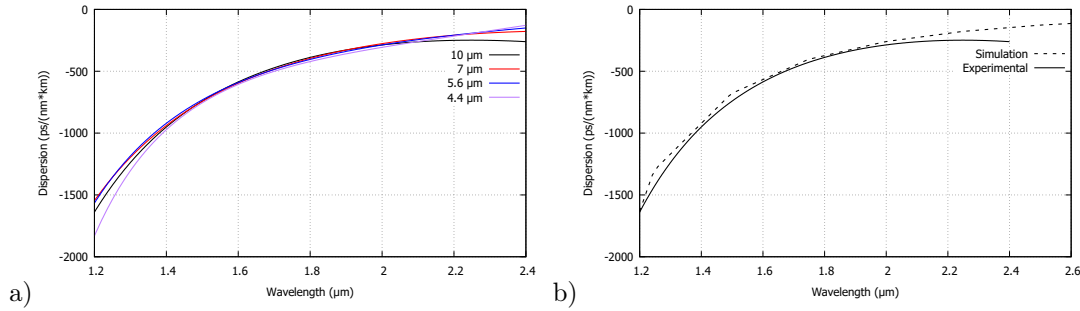 0
-500
-1000
-1500
-2000
Dispersion (ps/(nm*km))
10 µm
7 µm
5.6 µm
4.4 µm
1.2 1.4 1.6 1.8 2 2.2 2.4
Wavelength (µm)
a)
0
-500
-1000
-1500
-2000
Dispersion (ps/(nm*km))
Simulation
Experimental
1.2 1.4 1.6 1.8 2 2.2 2.4 2.6
Wavelength (µm)
b)